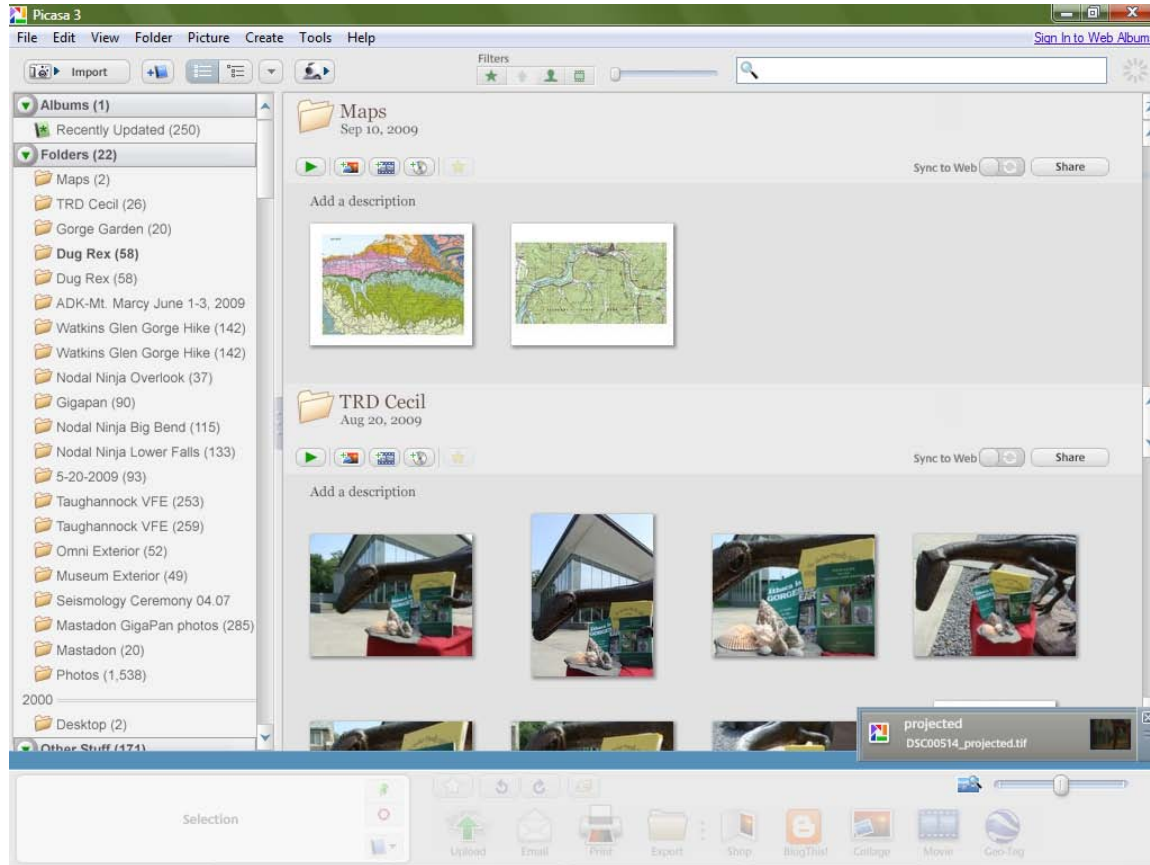 Picasa 3
File Edit View Folder Picture Create Tools Help
Sign In to Web Album
Import
Filters
Albums (1)
Recently Updated (250)
Folders (22)
Maps (2)
TRD Cecil (26)
Gorge Garden (20)
Dug Rex (58)
Dug Rex (58)
ADK-Mt. Marcy June 1-3, 2009
Watkins Glen Gorge Hike (142)
Watkins Glen Gorge Hike (142)
Nodal Ninja Overlook (37)
Gigapan (90)
Nodal Ninja Big Bend (115)
Nodal Ninja Lower Falls (133)
5-20-2009 (93)
Taughannock VFE (253)
Taughannock VFE (259)
Omni Exterior (52)
Museum Exterior (49)
Seismology Ceremony 04.07
Mastadon GigaPan photos (285)
Mastadon (20)
Photos (1,538)
2000
Desktop (2)
Other Stuff (171)
Maps
Sep 10, 2009
Sync to Web
Share
Add a description
TRD Cecil
Aug 20, 2009
Sync to Web
Share
Add a description
Ithaca is
GORGES
projected
DSC00514_projected.tif
Selection
Upload Email Print Export Shop BlogThis! Collage Movie Geo-Tag